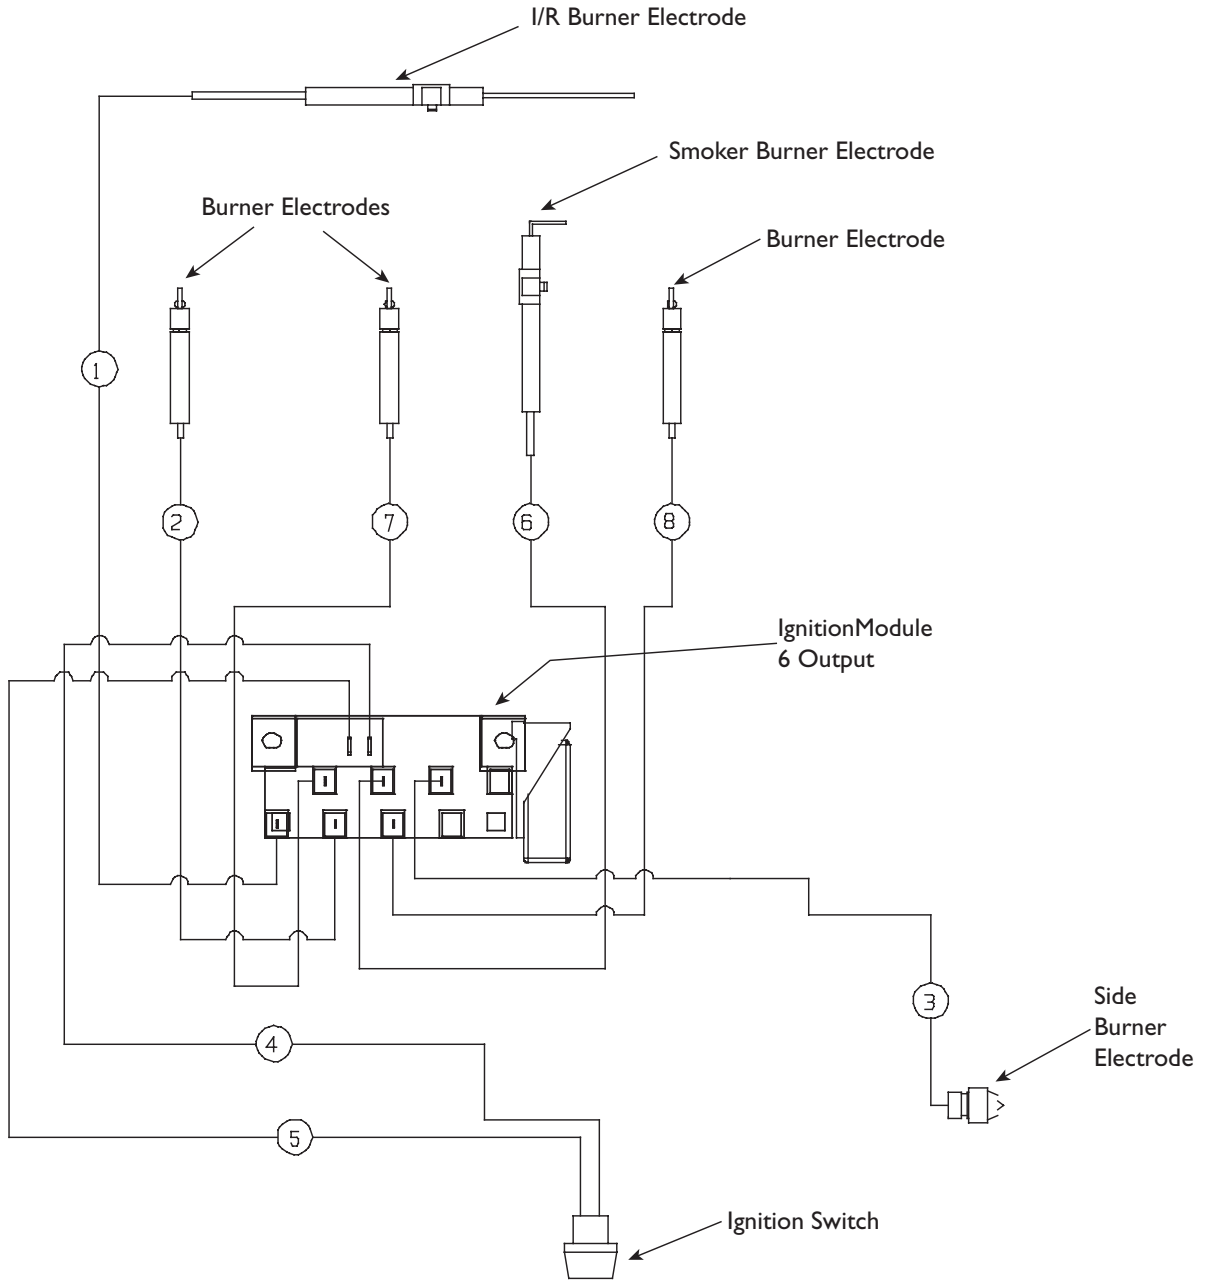 I/R Burner Electrode
Smoker Burner Electrode
Burner Electrodes
Burner Electrode
1
2
7
6
8
IgnitionModule
6 Output
3
Side
Burner
Electrode
4
5
Ignition Switch